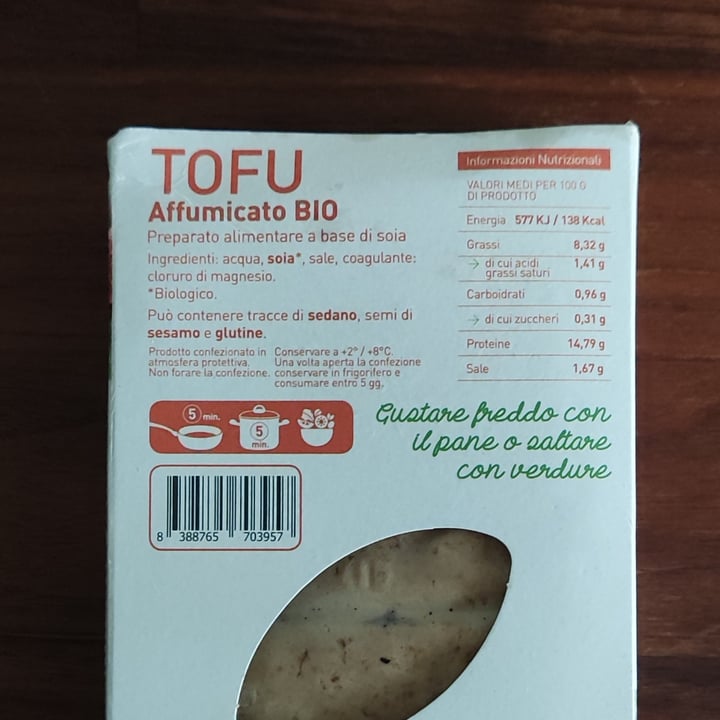 TOFU
Affumicato BIO
Preparato alimentare a base di soia
Ingredienti: acqua, soia*, sale, coagulante:
cloruro di magnesio.
*Biologico.
Può contenere tracce di sedano, semi di
sesamo e glutine.
Prodotto confezionato in
atmosfera protettiva.
Non forare la confezione.
Conservare a +2° / +8°C.
Una volta aperta la confezione
conservare in frigorifero e
consumare entro 5 gg.
5 min.
5
min.
8 388765 703957
Informazioni Nutrizionali
VALORI MEDI PER 100 G
DI PRODOTTO
Energia 577 KJ / 138 Kcal
Grassi 8,32 g
→ di cui acidi 1,41 g
grassi saturi
Carboidrati 0,96 g
→ di cui zuccheri 0,31 g
Proteine 14,79 g
Sale 1,67 g
Gustare freddo con
il pane o saltare
con verdure